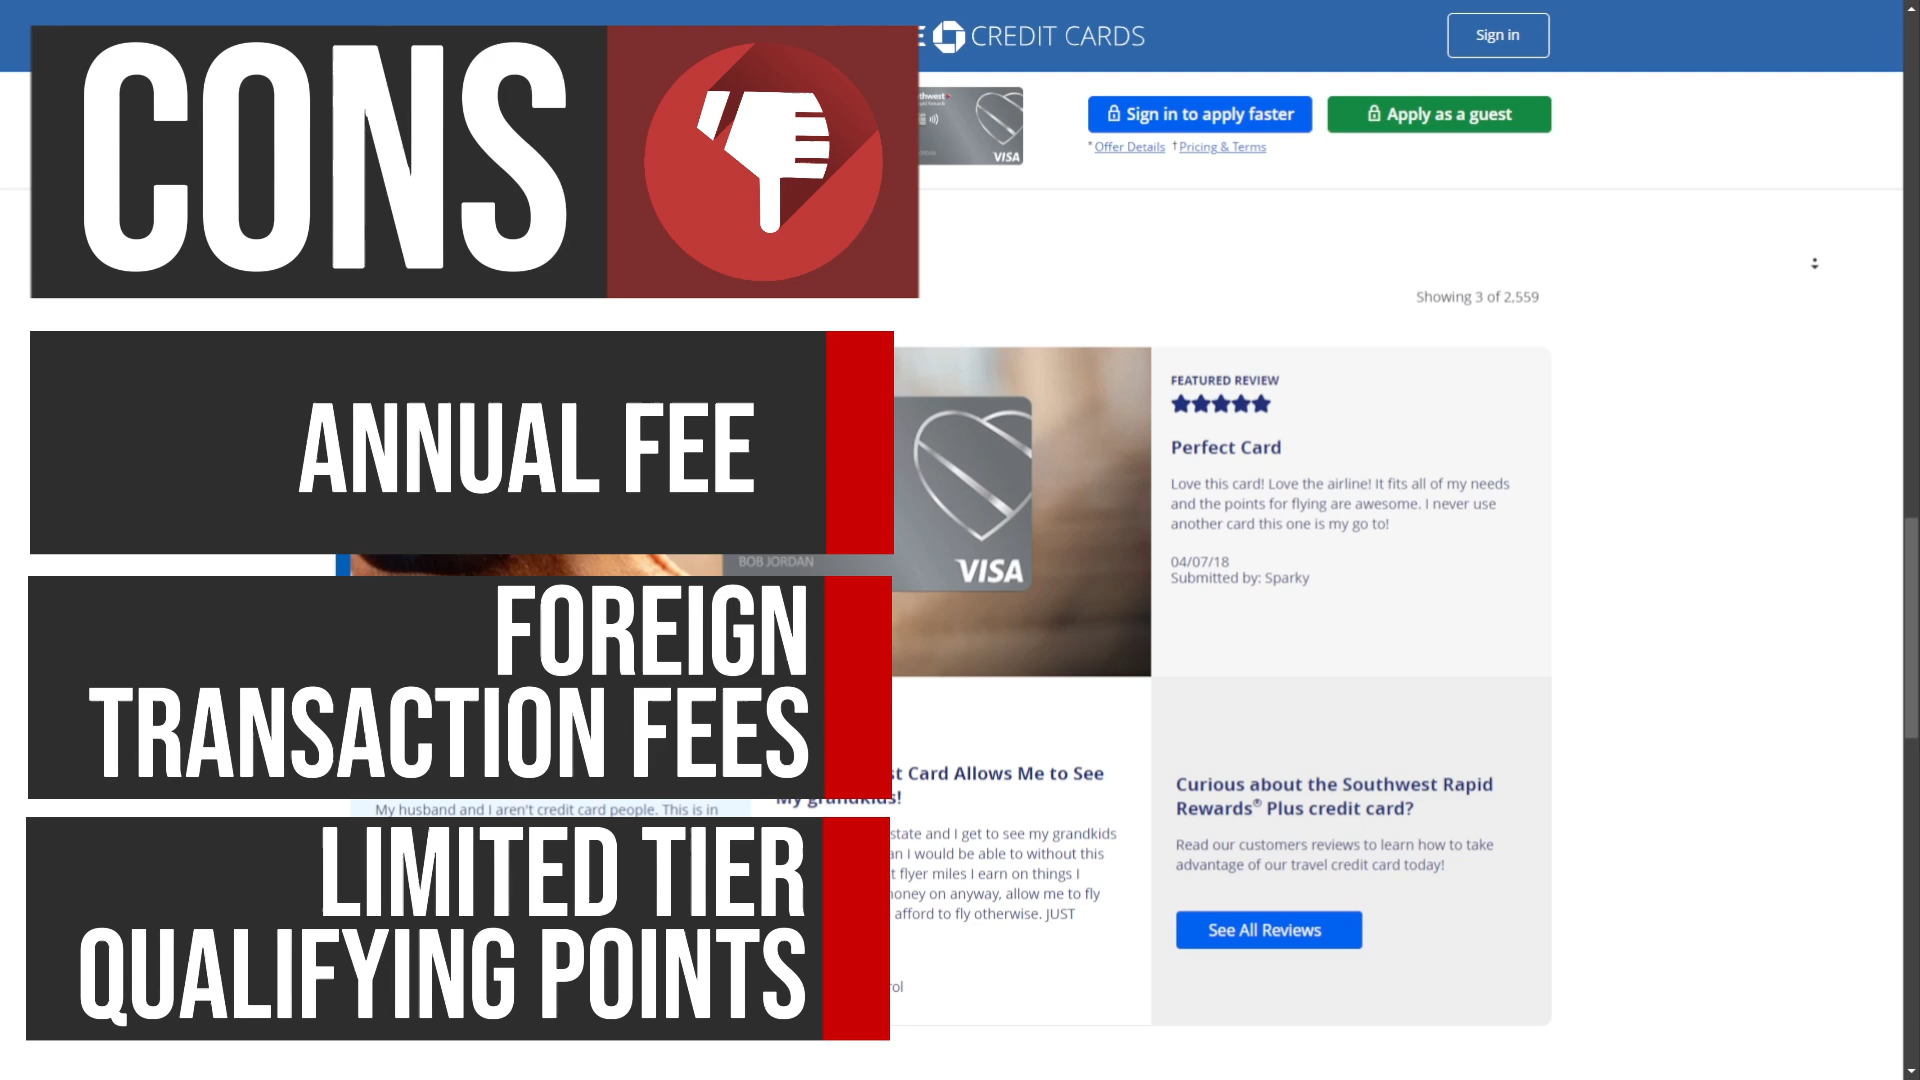 CONS
CREDIT CARDS
Sign in
VISA
Sign in to apply faster
Apply as a guest
*Offer Details †Pricing & Terms
Showing 3 of 2,559
ANNUAL FEE
BOB JORDAN
VISA
FEATURED REVIEW
Perfect Card
Love this card! Love the airline! It fits all of my needs
and the points for flying are awesome. I never use
another card this one is my go to!
04/07/18
Submitted by: Sparky
FOREIGN
TRANSACTION FEES
My husband and I aren't credit card people. This is in
Card Allows Me to See
My grandkids!
state and I get to see my grandkids
I would be able to without this
flyer miles I earn on things I
on anyway, allow me to fly
afford to fly otherwise. JUST
LIMITED TIER
QUALIFYING POINTS
Curious about the Southwest Rapid
Rewards® Plus credit card?
Read our customers reviews to learn how to take
advantage of our travel credit card today!
See All Reviews